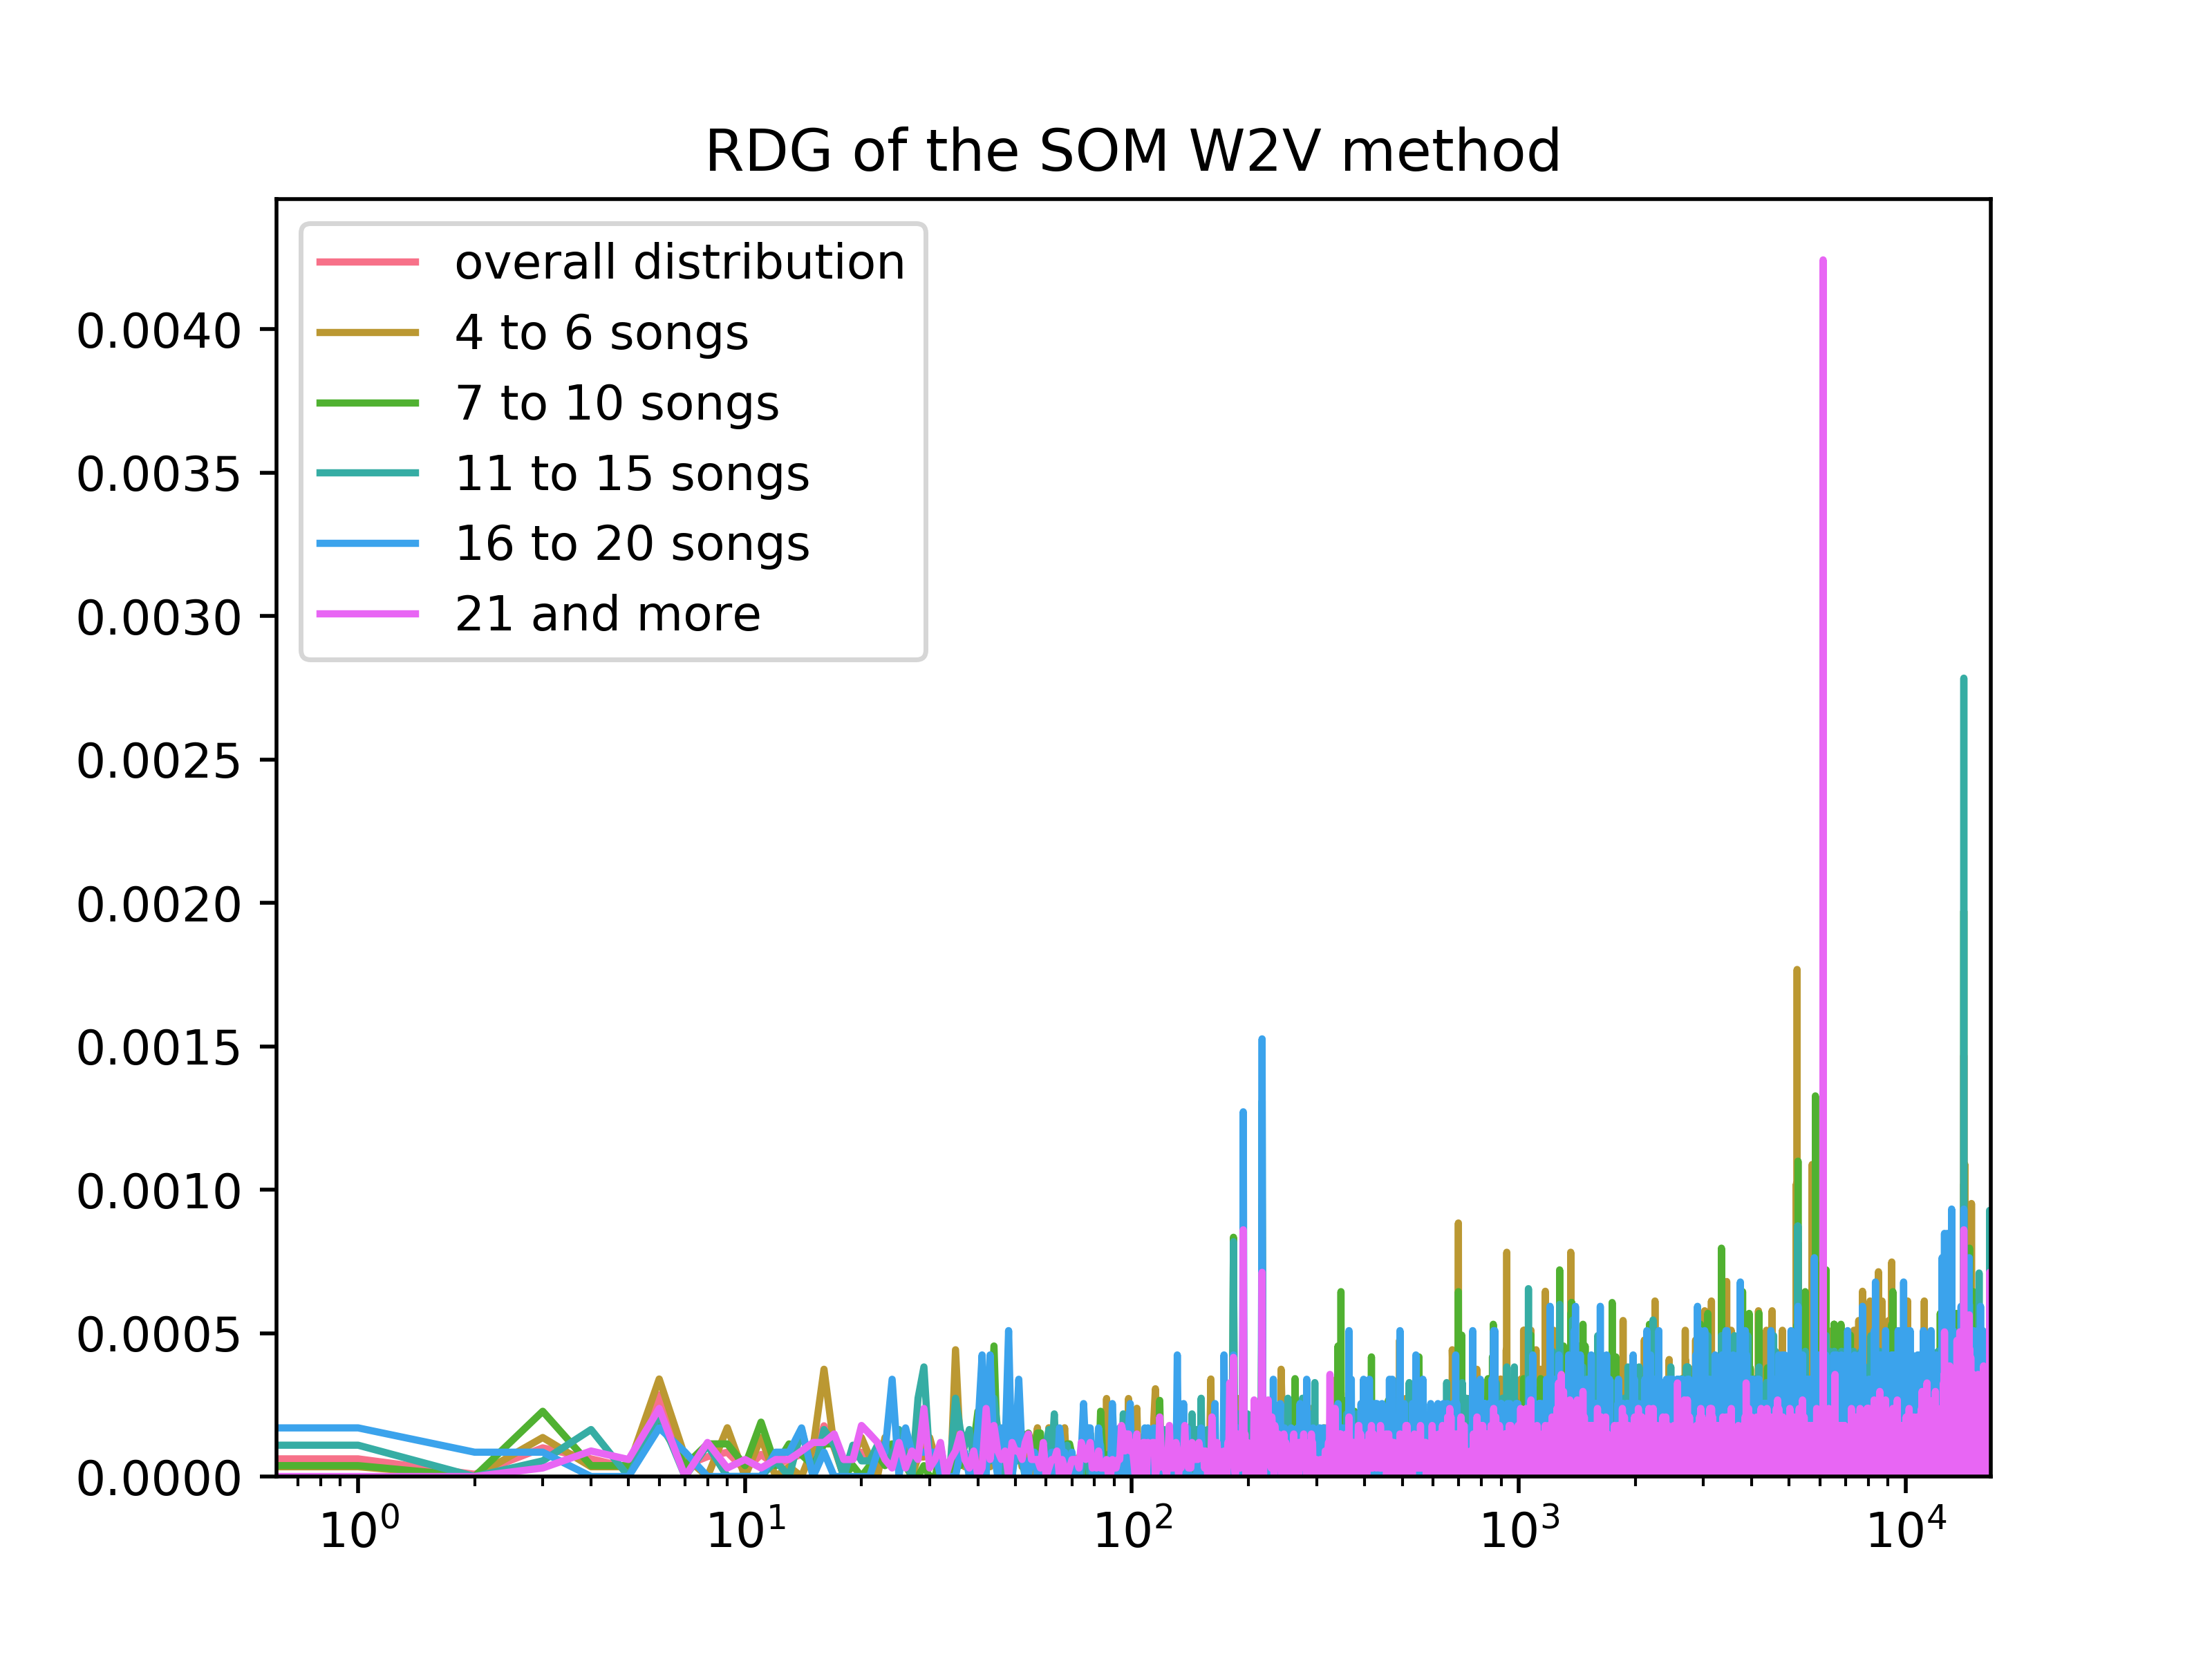 RDG of the SOM W2V method
overall distribution
4 to 6 songs
7 to 10 songs
11 to 15 songs
16 to 20 songs
21 and more
0.0040
0.0035
0.0030
0.0025
0.0020
0.0015
0.0010
0.0005
0.0000
10⁰ 10¹ 10² 10³ 10⁴